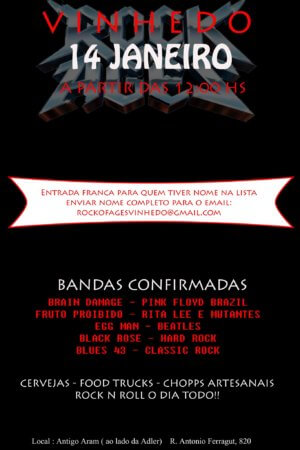 VINHEDO
14 JANEIRO
ROCK
A PARTIR DAS 12:00 HS
Entrada franca para quem tiver nome na lista
enviar nome completo para o email:
rockofagesvinhedo@gmail.com
BANDAS CONFIRMADAS
BRAIN DAMAGE - PINK FLOYD BRAZIL
FRUTO PROIBIDO - RITA LEE E MUTANTES
EGG MAN - BEATLES
BLACK ROSE - HARD ROCK
BLUES 43 - CLASSIC ROCK
CERVEJAS - FOOD TRUCKS - CHOPPS ARTESANAIS
ROCK N ROLL O DIA TODO!!
Local : Antigo Aram ( ao lado da Adler) R. Antonio Ferragut, 820